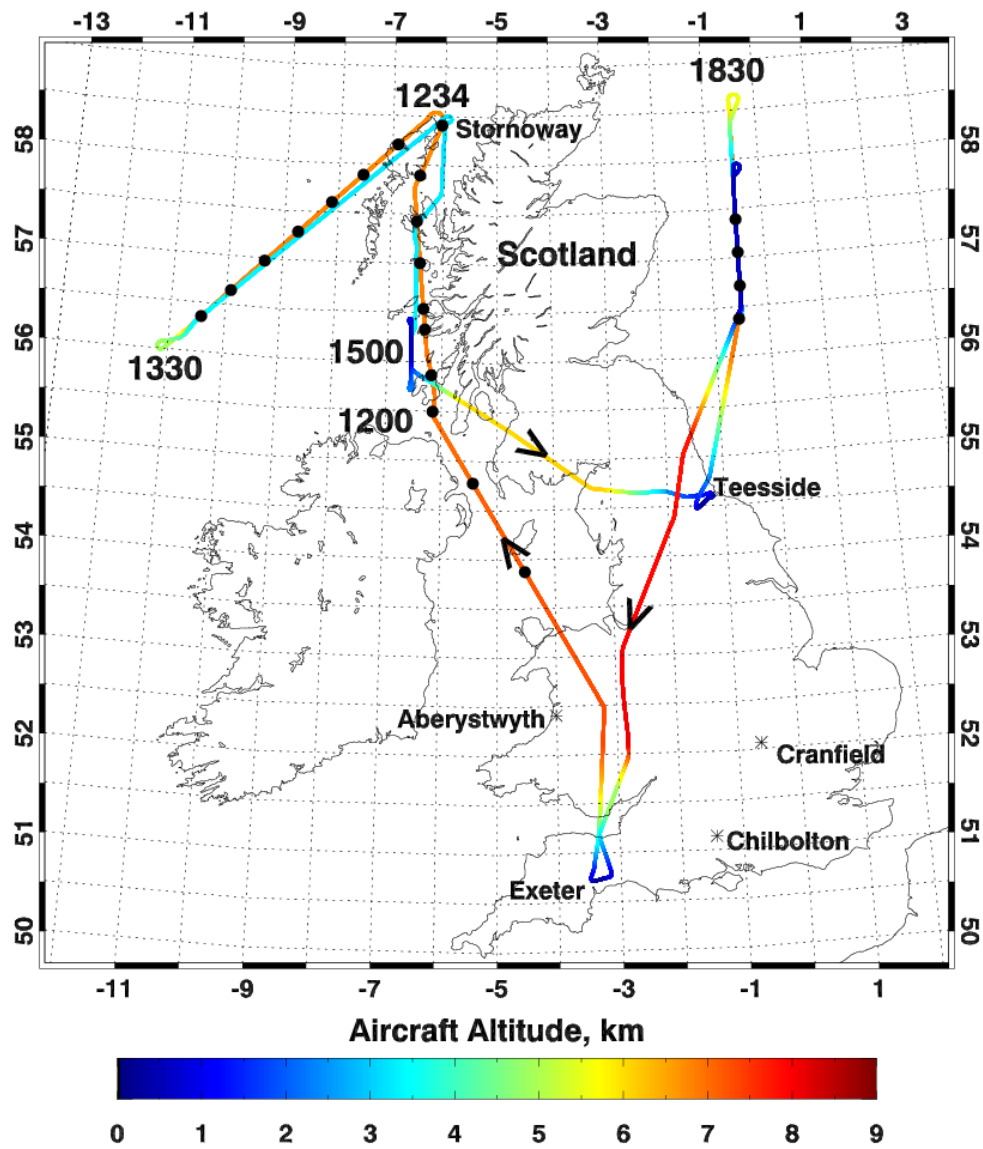 -13 -11 -9 -7 -5 -3 -1 1 3
1830
1234
58 Stornoway 58
57 Scotland 57
56 56
1330 1500
1200
55 55
Teesside
54 54
53 53
52 Aberystwyth 52
Cranfield
51 Chilbolton 51
Exeter
50 50
-11 -9 -7 -5 -3 -1 1
Aircraft Altitude, km
0 1 2 3 4 5 6 7 8 9